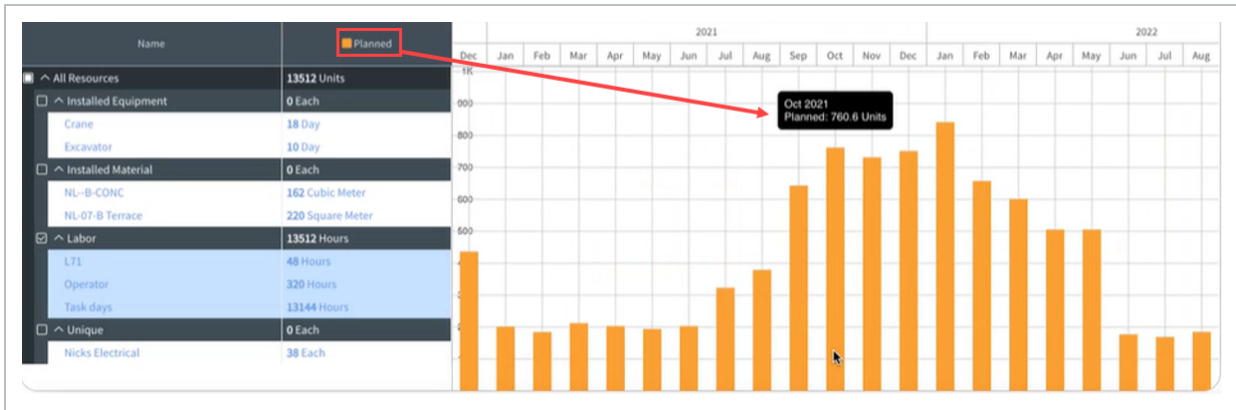 Name
Planned
2021
2022
Dec Jan Feb Mar Apr May Jun Jul Aug Sep Oct Nov Dec Jan Feb Mar Apr May Jun Jul Aug
All Resources 13512 Units
Installed Equipment 0 Each
Crane 18 Day
Excavator 10 Day
Installed Material 0 Each
NL--B-CONC 162 Cubic Meter
NL-07-B Terrace 220 Square Meter
Labor 13512 Hours
L71 48 Hours
Operator 320 Hours
Task days 13144 Hours
Unique 0 Each
Nicks Electrical 38 Each
1K
900
800
700
600
500
Oct 2021
Planned: 760.6 Units